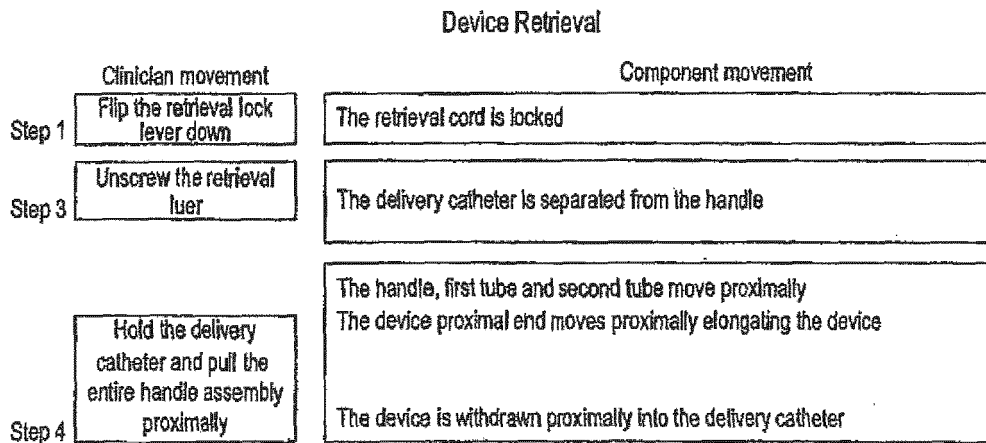 Device Retrieval
Clinician movement
Component movement
Step 1
Flip the retrieval lock
lever down
The retrieval cord is locked
Step 3
Unscrew the retrieval
luer
The delivery catheter is separated from the handle
Step 4
Hold the delivery
catheter and pull the
entire handle assembly
proximally
The handle, first tube and second tube move proximally
The device proximal end moves proximally elongating the device
The device is withdrawn proximally into the delivery catheter